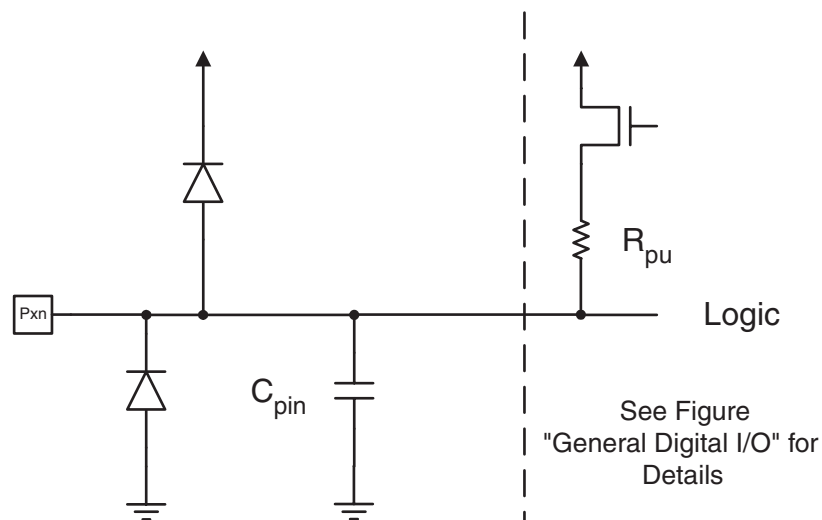 R_pu
Pxn
Logic
C_pin
See Figure
"General Digital I/O" for
Details